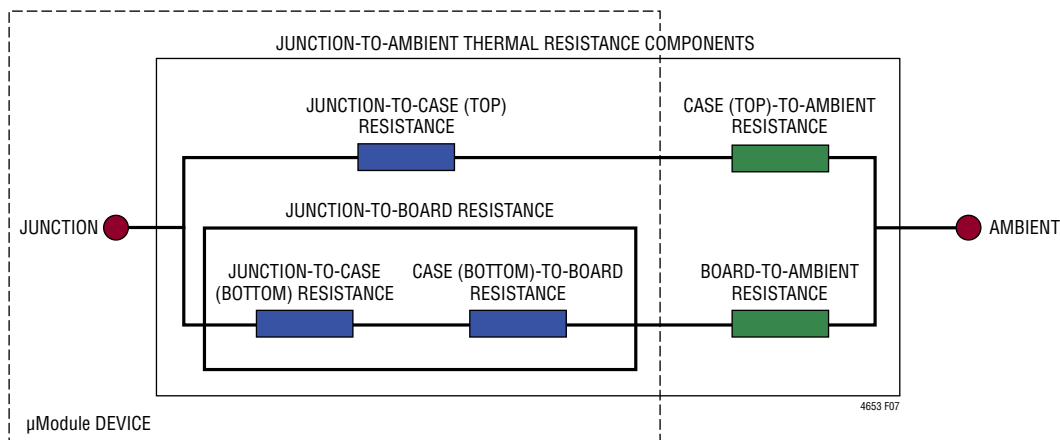 JUNCTION-TO-AMBIENT THERMAL RESISTANCE COMPONENTS
JUNCTION-TO-CASE (TOP)
RESISTANCE
CASE (TOP)-TO-AMBIENT
RESISTANCE
JUNCTION
JUNCTION-TO-BOARD RESISTANCE
AMBIENT
JUNCTION-TO-CASE
(BOTTOM) RESISTANCE
CASE (BOTTOM)-TO-BOARD
RESISTANCE
BOARD-TO-AMBIENT
RESISTANCE
4653 F07
µModule DEVICE